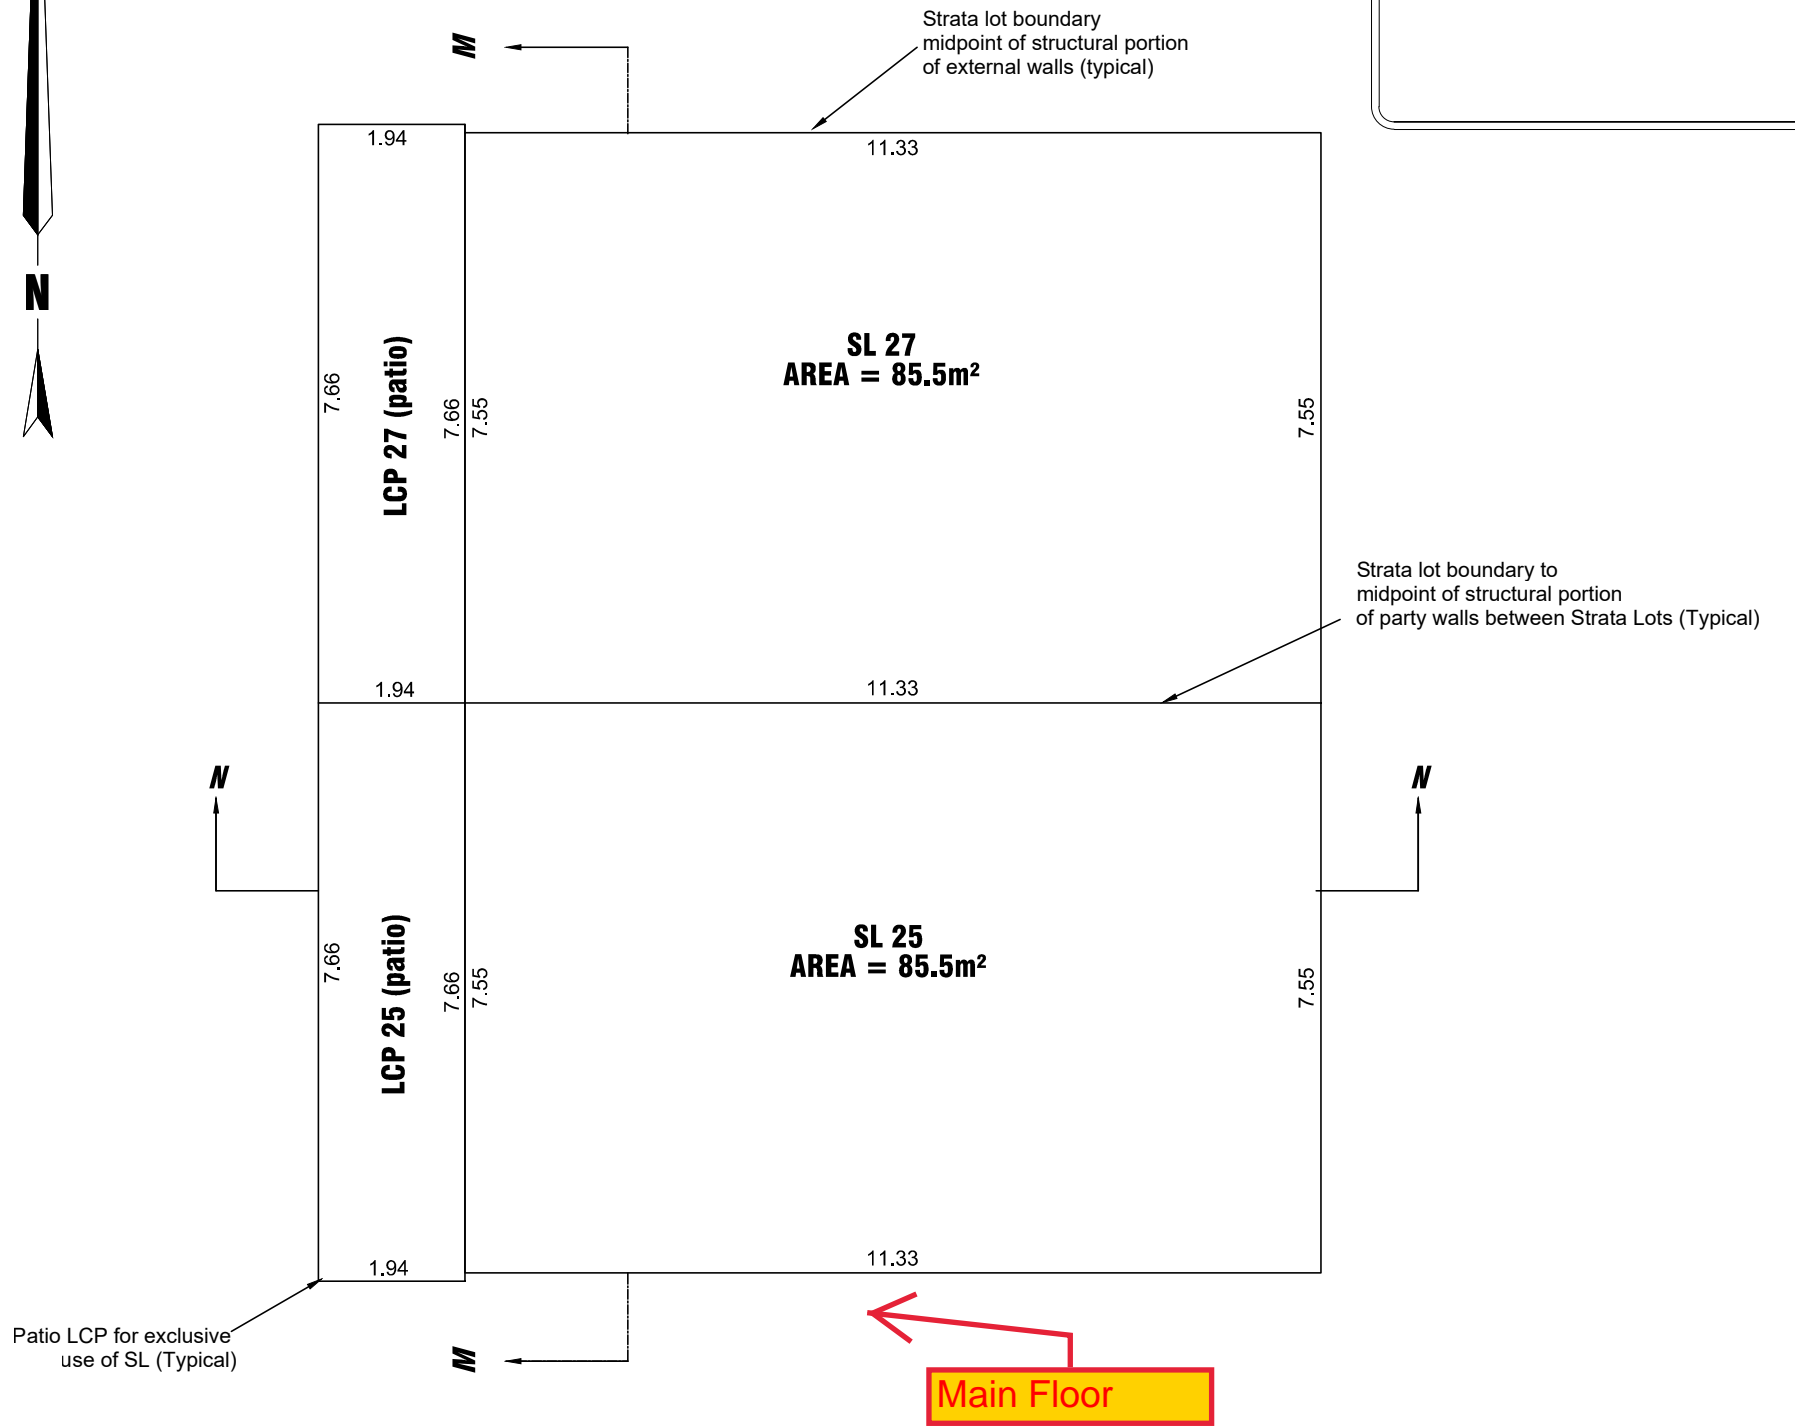 Strata lot boundary
midpoint of structural portion
of external walls (typical)
M
1.94
11.33
N
SL 27
AREA = 85.5m²
LCP 27 (patio)
7.66
7.66
7.55
7.55
Strata lot boundary to
midpoint of structural portion
of party walls between Strata Lots (Typical)
1.94
11.33
N
N
SL 25
AREA = 85.5m²
LCP 25 (patio)
7.66
7.66
7.55
7.55
1.94
11.33
Patio LCP for exclusive
use of SL (Typical)
M
Main Floor